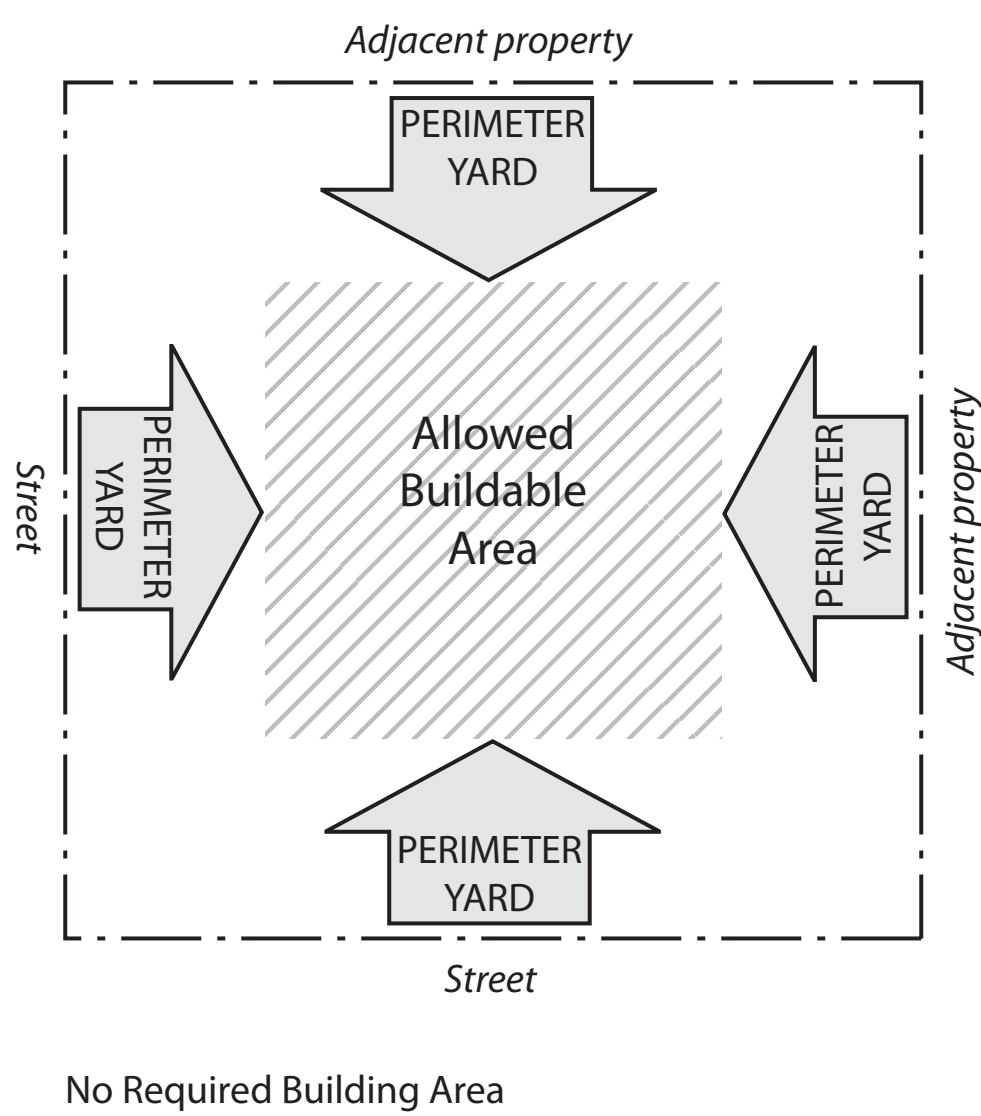 Adjacent property
PERIMETER
YARD
Street
PERIMETER
YARD
Allowed
Buildable
Area
PERIMETER
YARD
Adjacent property
PERIMETER
YARD
Street
No Required Building Area